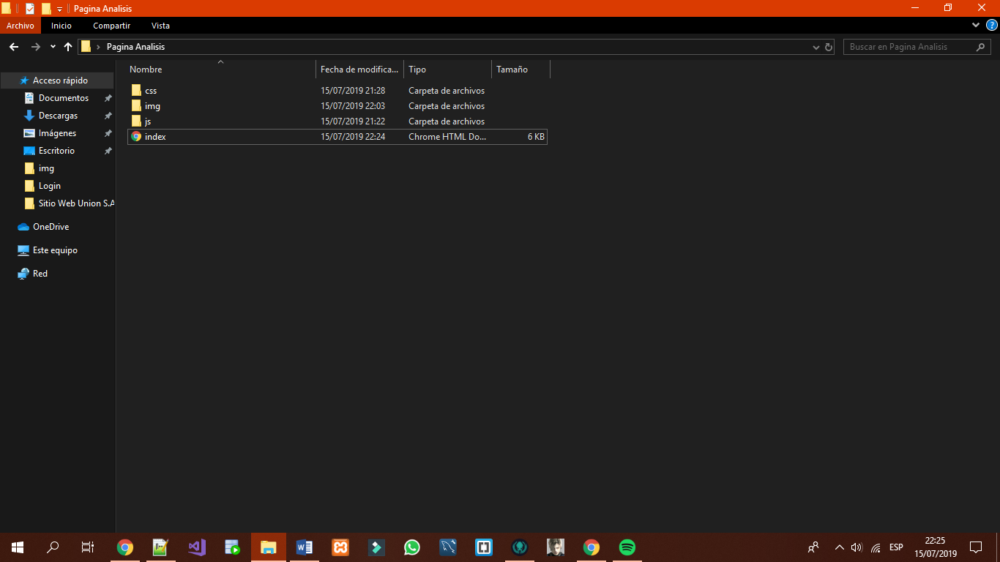 Pagina Analisis
Archivo Inicio Compartir Vista
Pagina Analisis Buscar en Pagina Analisis
Nombre Fecha de modifica... Tipo Tamaño
Acceso rápido
Documentos
Descargas
Imágenes
Escritorio
img
Login
Sitio Web Union S.A
OneDrive
Este equipo
Red
css 15/07/2019 21:28 Carpeta de archivos
img 15/07/2019 22:03 Carpeta de archivos
js 15/07/2019 21:22 Carpeta de archivos
index 15/07/2019 22:24 Chrome HTML Do... 6 KB
ESP
22:25
15/07/2019